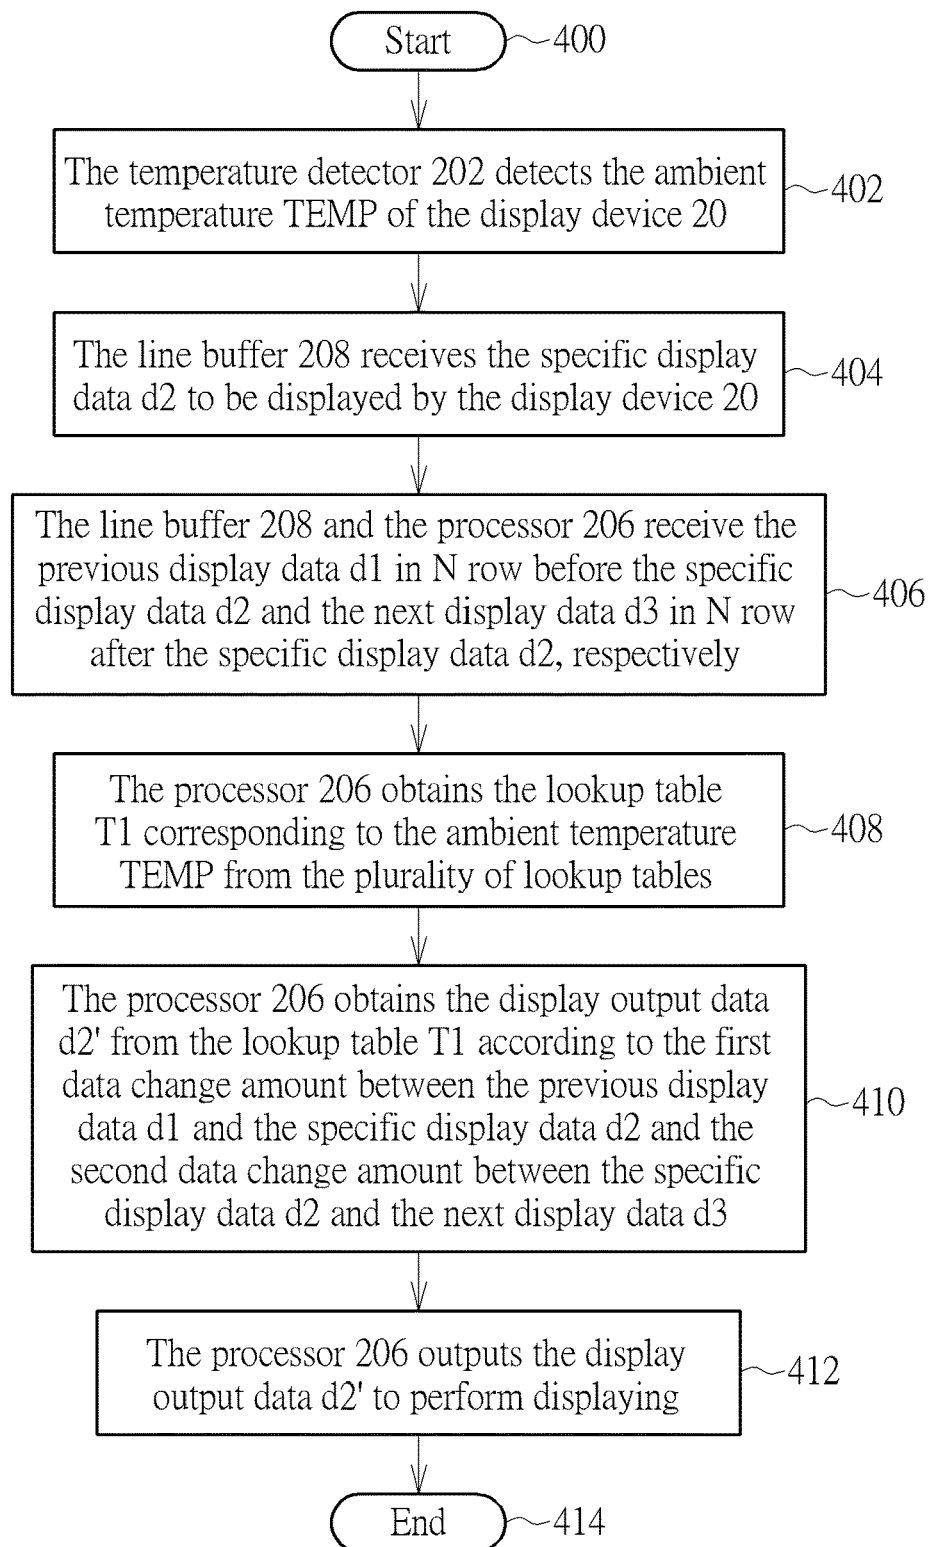 Start
400
The temperature detector 202 detects the ambient
temperature TEMP of the display device 20
402
The line buffer 208 receives the specific display
data d2 to be displayed by the display device 20
404
The line buffer 208 and the processor 206 receive the
previous display data d1 in N row before the specific
display data d2 and the next display data d3 in N row
after the specific display data d2, respectively
406
The processor 206 obtains the lookup table
T1 corresponding to the ambient temperature
TEMP from the plurality of lookup tables
408
The processor 206 obtains the display output data
d2' from the lookup table T1 according to the first
data change amount between the previous display
data d1 and the specific display data d2 and the
second data change amount between the specific
display data d2 and the next display data d3
410
The processor 206 outputs the display
output data d2' to perform displaying
412
End
414